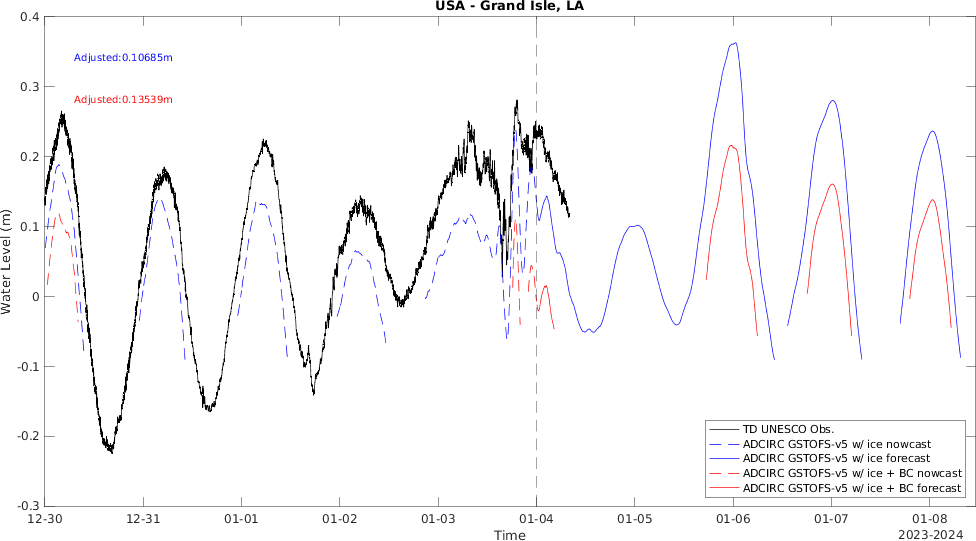 USA - Grand Isle, LA
0.4
Adjusted:0.10685m
0.3
Adjusted:0.13539m
0.2
0.1
0
-0.1
-0.2
-0.3
Water Level (m)
TD UNESCO Obs.
ADCIRC GSTOFS-v5 w/ ice nowcast
ADCIRC GSTOFS-v5 w/ ice forecast
ADCIRC GSTOFS-v5 w/ ice + BC nowcast
ADCIRC GSTOFS-v5 w/ ice + BC forecast
12-30 12-31 01-01 01-02 01-03 01-04 01-05 01-06 01-07 01-08
Time
2023-2024